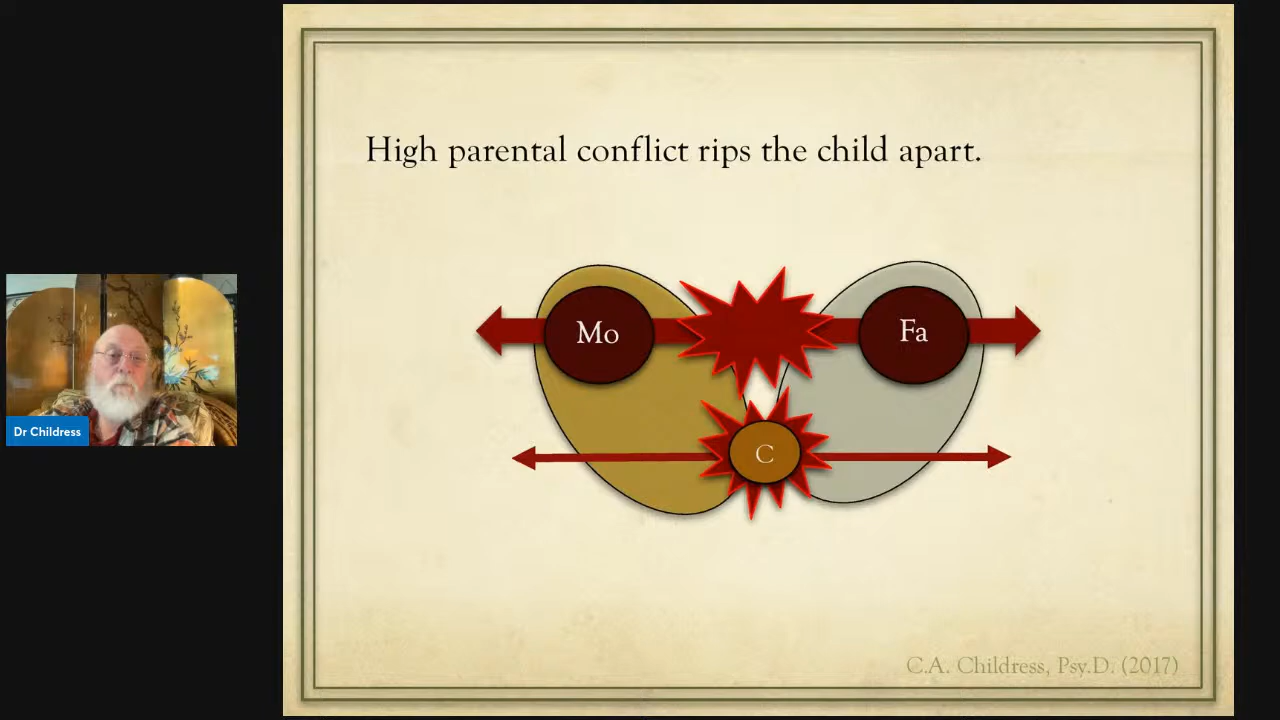 High parental conflict rips the child apart.
Mo
Fa
C
Dr Childress
C.A. Childress, Psy.D. (2017)